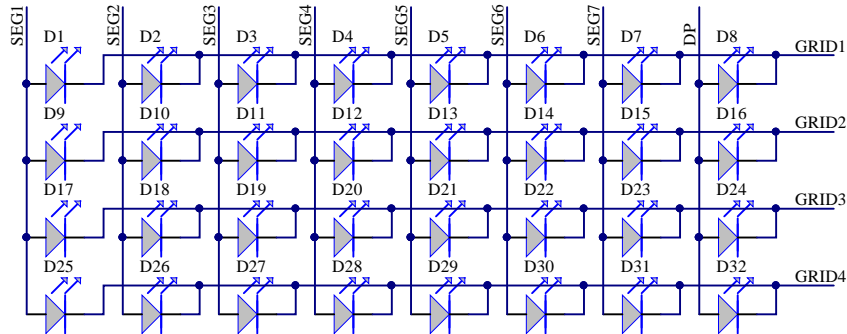 SEG1 SEG2 SEG3 SEG4 SEG5 SEG6 SEG7 DP
D1 D2 D3 D4 D5 D6 D7 D8 GRID1
D9 D10 D11 D12 D13 D14 D15 D16 GRID2
D17 D18 D19 D20 D21 D22 D23 D24 GRID3
D25 D26 D27 D28 D29 D30 D31 D32 GRID4